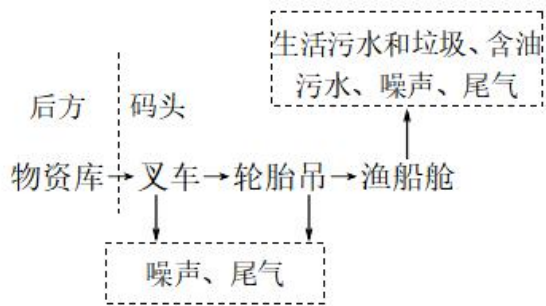 生活污水和垃圾、含油
污水、噪声、尾气
后方 码头
物资库→叉车→轮胎吊→渔船舱
噪声、尾气